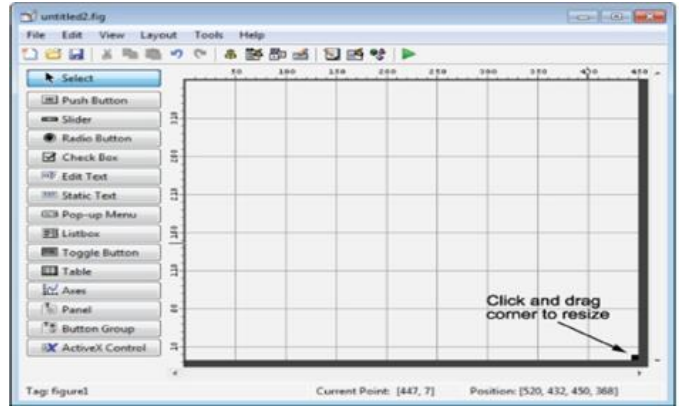 untitled2.fig
File Edit View Layout Tools Help
Select
Push Button
Slider
Radio Button
Check Box
Edit Text
Static Text
Pop-up Menu
Listbox
Toggle Button
Table
Axes
Panel
Button Group
ActiveX Control
50 100 150 200 250 300 350 400 450
Click and drag
corner to resize
Tag: figure1 Current Point: [447, 7] Position: [520, 432, 450, 368]